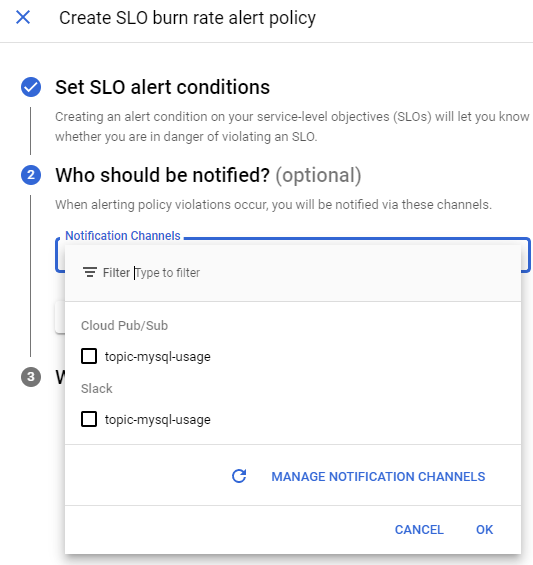 Create SLO burn rate alert policy
Set SLO alert conditions
Creating an alert condition on your service-level objectives (SLOs) will let you know
whether you are in danger of violating an SLO.
2 Who should be notified? (optional)
When alerting policy violations occur, you will be notified via these channels.
Notification Channels
Filter Type to filter
Cloud Pub/Sub
topic-mysql-usage
Slack
topic-mysql-usage
3
MANAGE NOTIFICATION CHANNELS
CANCEL OK